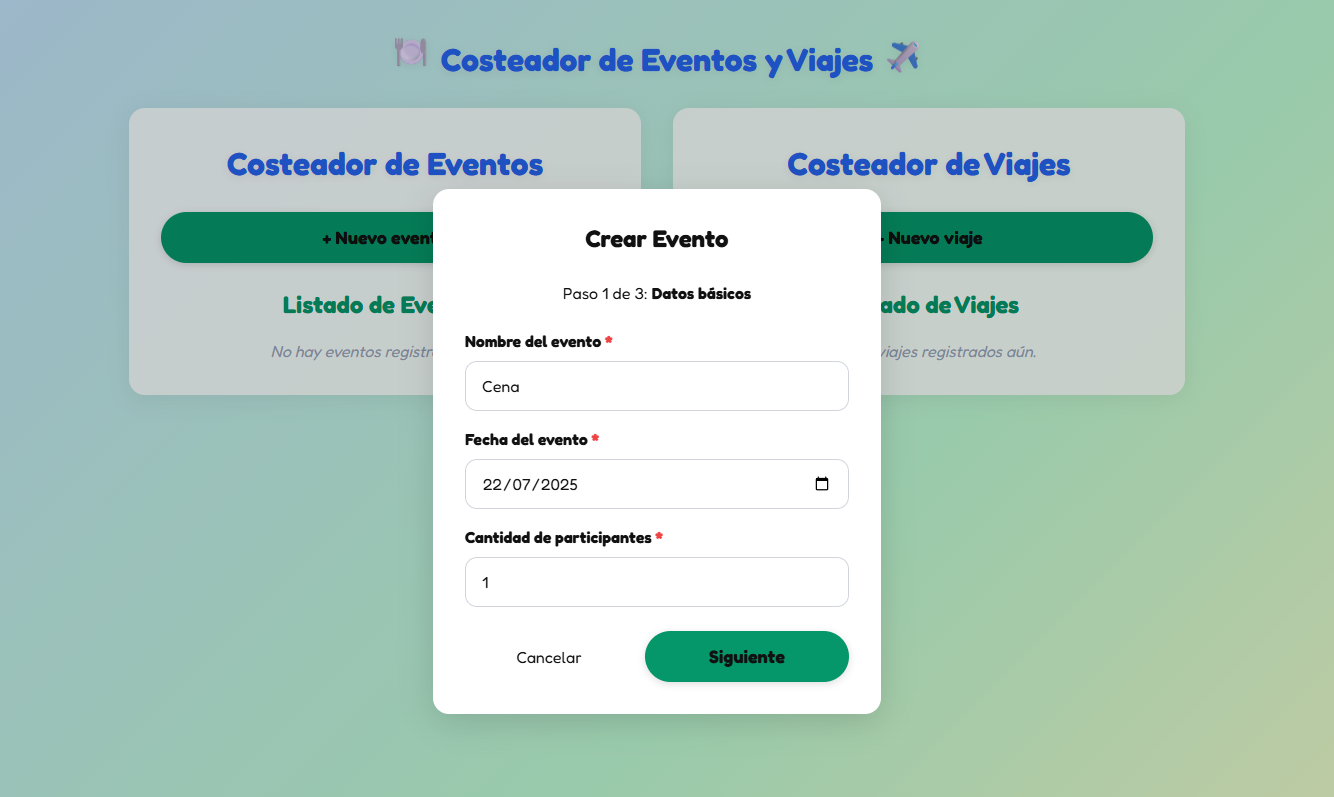 Costeador de Eventos y Viajes
Costeador de Eventos
Costeador de Viajes
+ Nuevo event
Nuevo viaje
Listado de Eve
ado de Viajes
No hay eventos registr
viajes registrados aún.
Crear Evento
Paso 1 de 3: Datos básicos
Nombre del evento *
Cena
Fecha del evento *
22/07/2025
Cantidad de participantes *
1
Cancelar
Siguiente